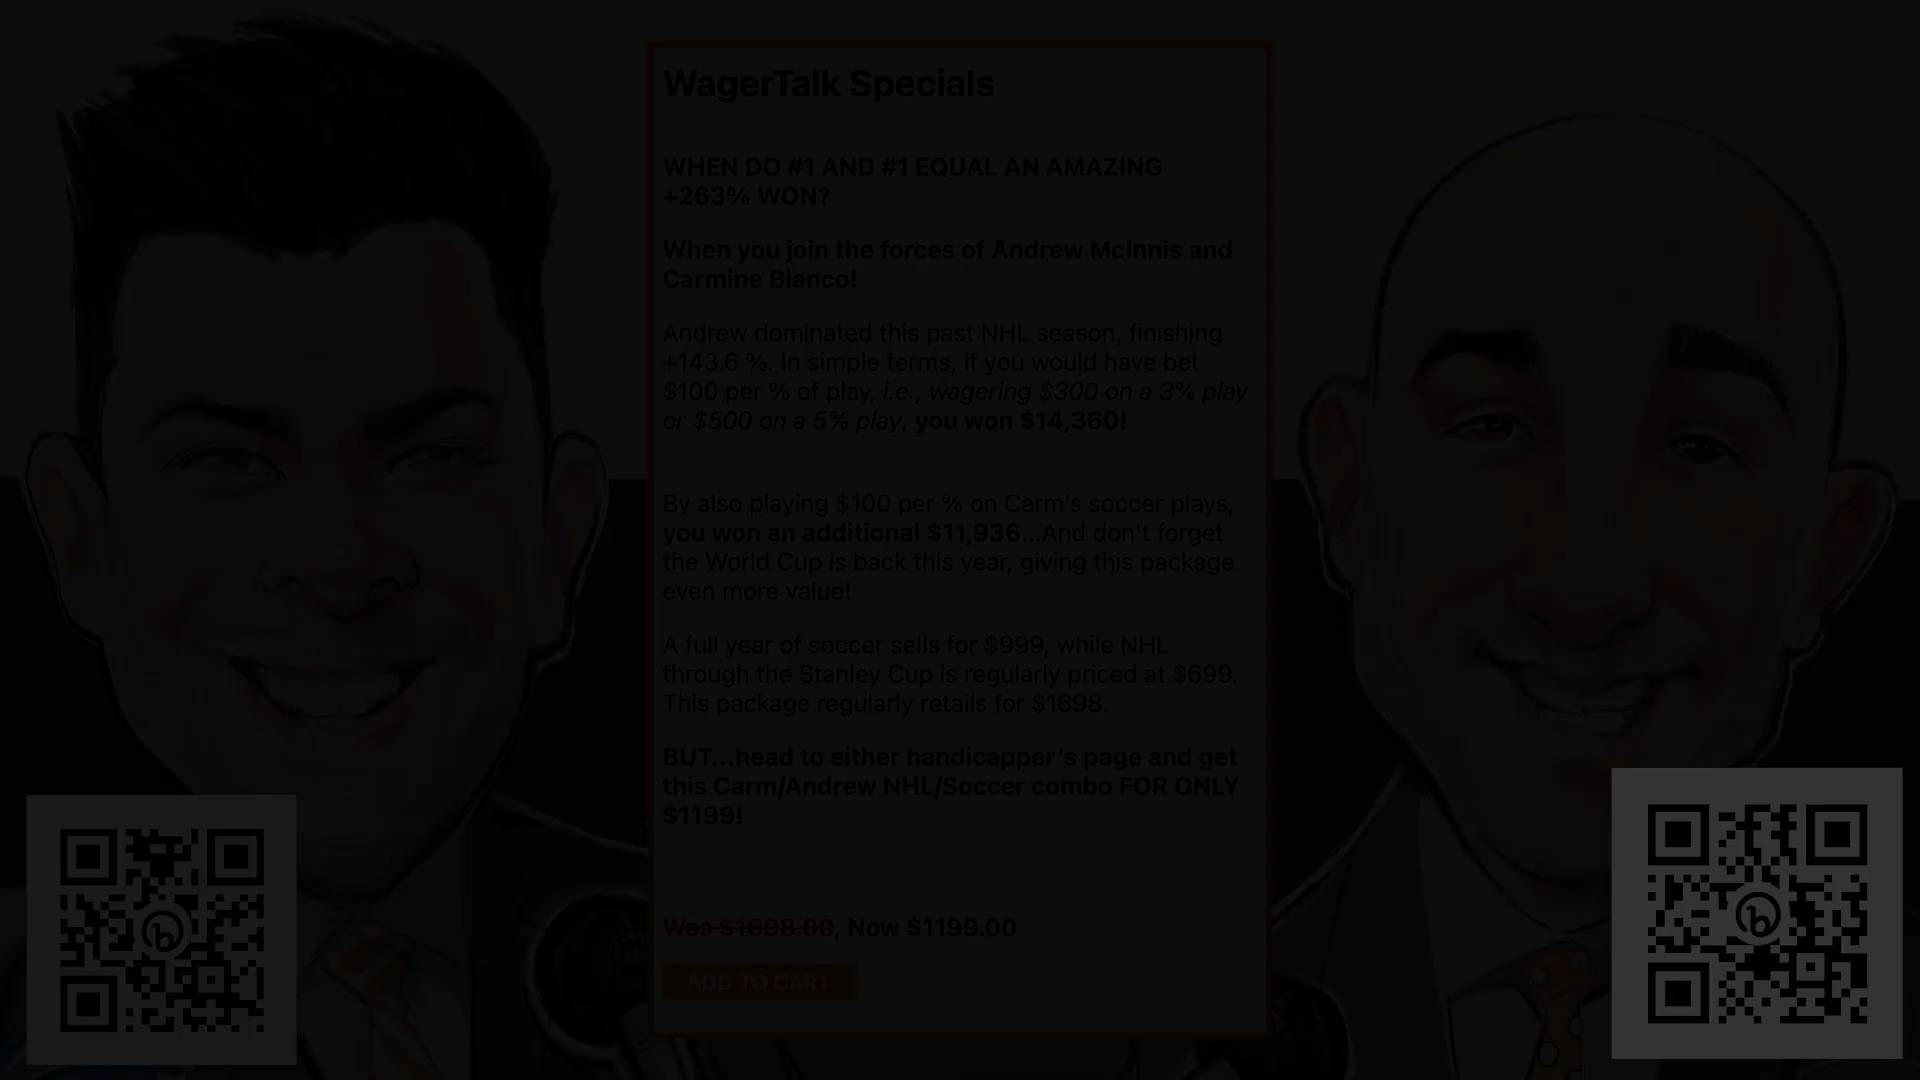 WagerTalk Specials
WHEN DO #1 AND #1 EQUAL AN AMAZING
+263% WON?
When you join the forces of Andrew McInnis and
Carmine Bianco!
Andrew dominated this past NHL season, finishing
+143.6 %. In simple terms, if you would have bet
$100 per % of play, i.e., wagering $300 on a 3% play
or $500 on a 5% play, you won $14,360!
By also playing $100 per % on Carm's soccer plays,
you won an additional $11,936...And don't forget
the World Cup is back this year, giving this package
even more value!
A full year of soccer sells for $999, while NHL
through the Stanley Cup is regularly priced at $699.
This package regularly retails for $1698.
BUT...head to either handicapper's page and get
this Carm/Andrew NHL/Soccer combo FOR ONLY
$1199!
Was $1698.00, Now $1199.00
ADD TO CART